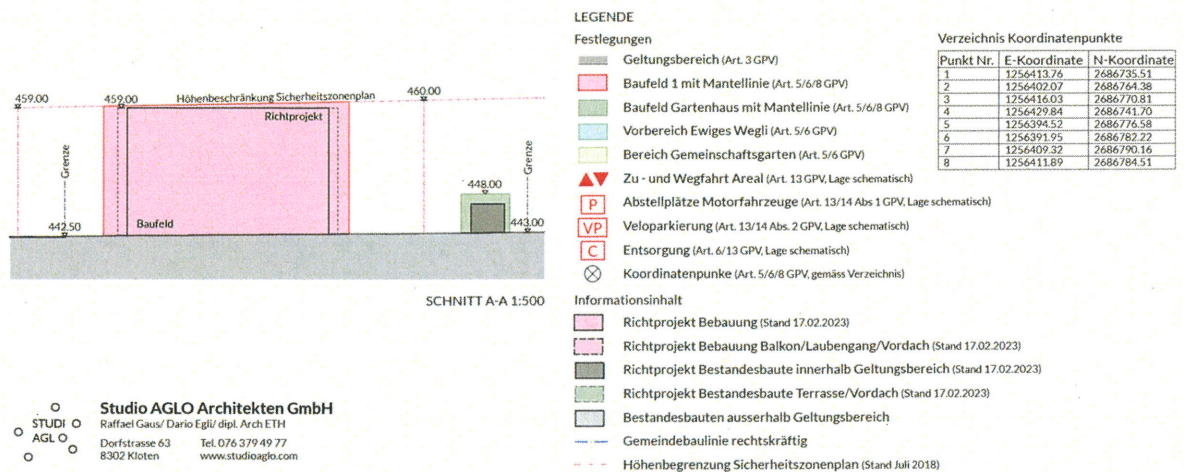 459.00
459.00
Höhenbeschränkung Sicherheitszonenplan
460.00
Richtprojekt
Grenze
Grenze
448.00
442.50
Baufeld
443.00
SCHNITT A-A 1:500
STUDI
AGL
Studio AGLO Architekten GmbH
Raffael Gaus/ Dario Egli/ dipl. Arch ETH
Dorfstrasse 63 Tel. 076 379 49 77
8302 Kloten www.studioaglo.com
LEGENDE
Festlegungen
Geltungsbereich (Art. 3 GPV)
Baufeld 1 mit Mantellinie (Art. 5/6/8 GPV)
Baufeld Gartenhaus mit Mantellinie (Art. 5/6/8 GPV)
Vorbereich Ewiges Wegli (Art. 5/6 GPV)
Bereich Gemeinschaftsgarten (Art. 5/6 GPV)
Zu - und Wegfahrt Areal (Art. 13 GPV, Lage schematisch)
P Abstellplätze Motorfahrzeuge (Art. 13/14 Abs 1 GPV, Lage schematisch)
VP Veloparkierung (Art. 13/14 Abs. 2 GPV, Lage schematisch)
C Entsorgung (Art. 6/13 GPV, Lage schematisch)
Koordinatenpunke (Art. 5/6/8 GPV, gemäss Verzeichnis)
Informationsinhalt
Richtprojekt Bebauung (Stand 17.02.2023)
Richtprojekt Bebauung Balkon/Laubengang/Vordach (Stand 17.02.2023)
Richtprojekt Bestandesbaute innerhalb Geltungsbereich (Stand 17.02.2023)
Richtprojekt Bestandesbaute Terrasse/Vordach (Stand 17.02.2023)
Bestandesbauten ausserhalb Geltungsbereich
Gemeindebaulinie rechtskräftig
Höhenbegrenzung Sicherheitszonenplan (Stand Juli 2018)
Verzeichnis Koordinatenpunkte
Punkt Nr. E-Koordinate N-Koordinate
1 1256413.76 2686735.51
2 1256402.07 2686764.38
3 1256416.03 2686770.81
4 1256429.84 2686741.70
5 1256394.52 2686776.58
6 1256391.95 2686782.22
7 1256409.32 2686790.16
8 1256411.89 2686784.51